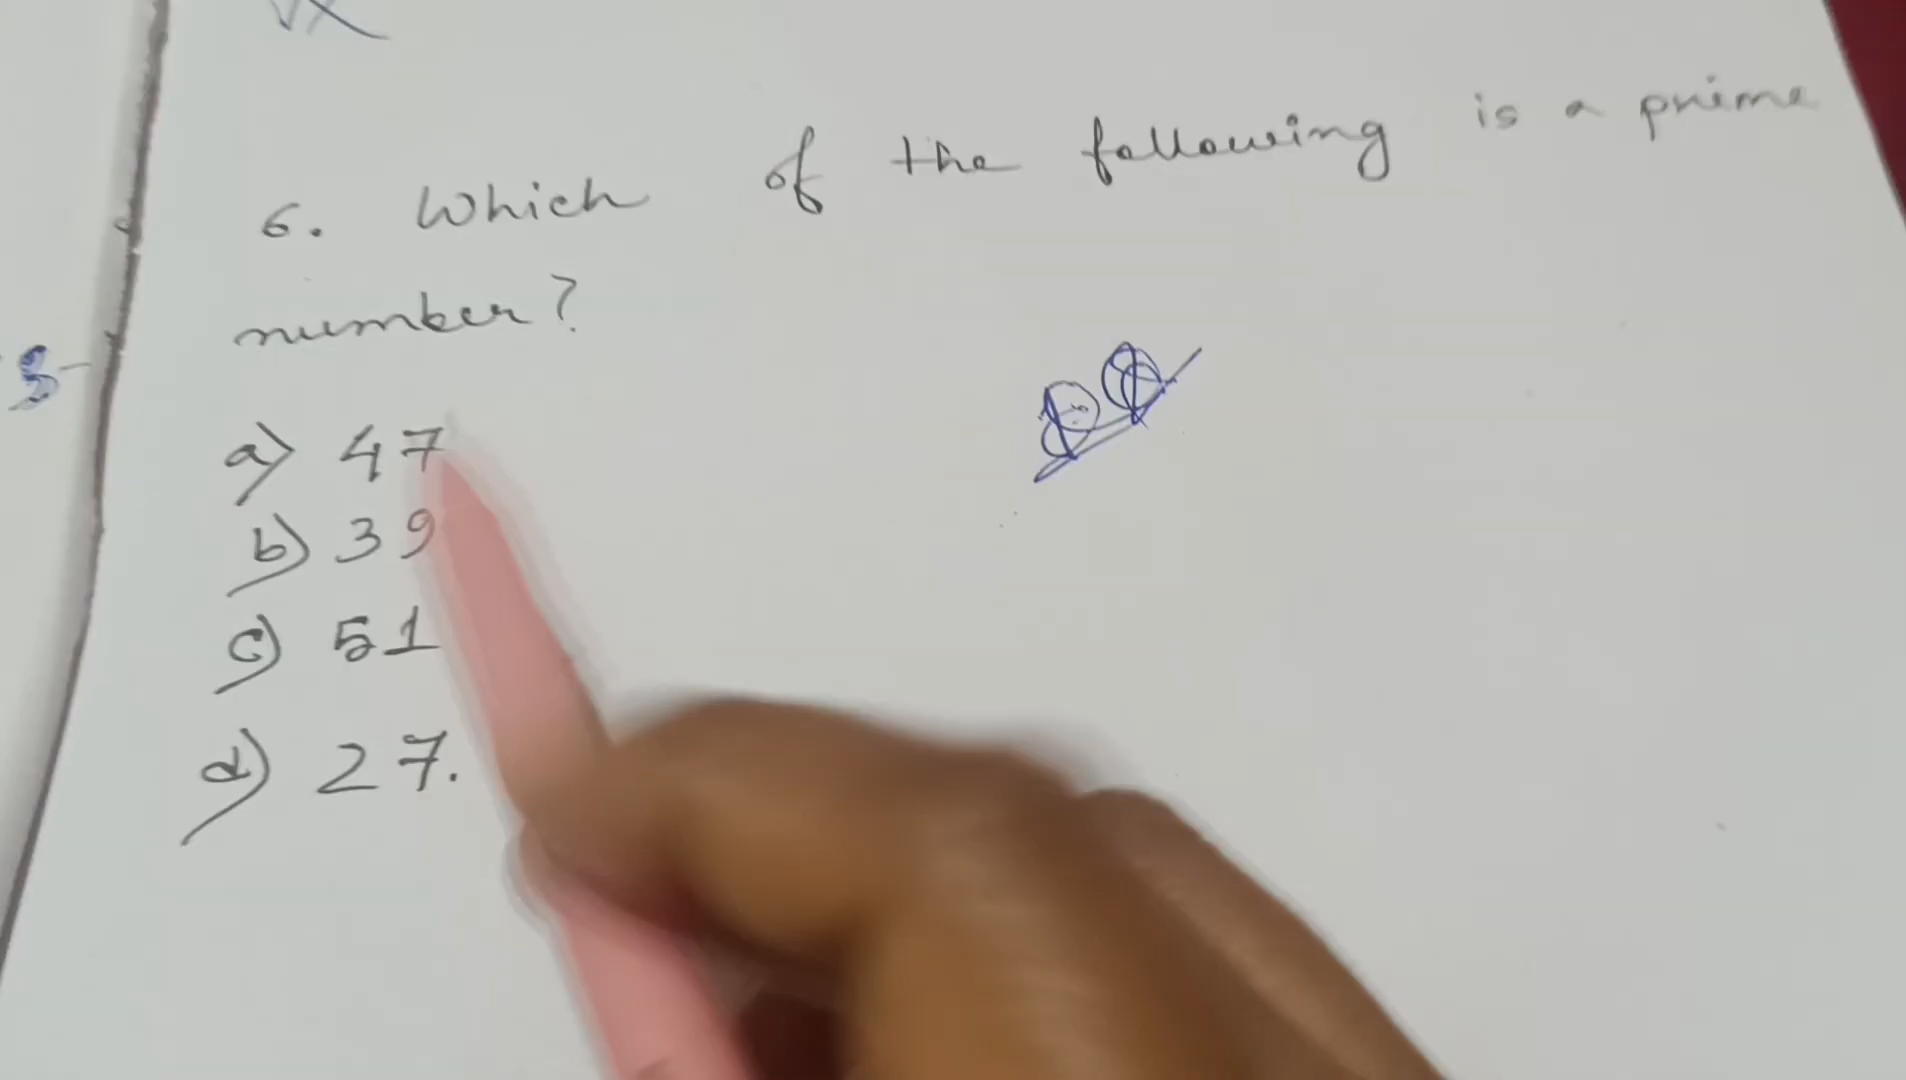 6. Which of the following is a prime
number?
a) 47
b) 39
c) 51
d) 27.